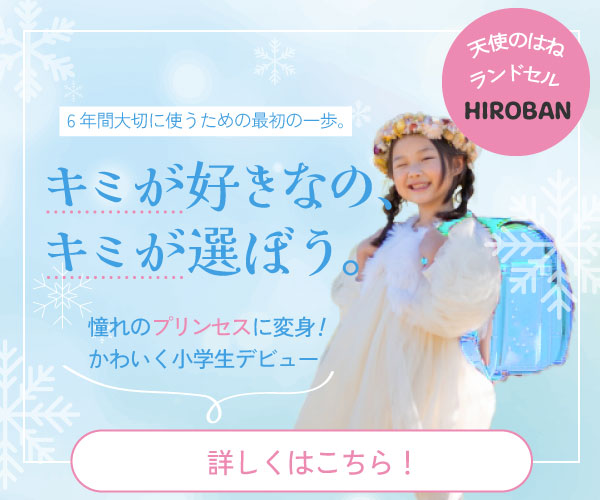 天使のはね
ランドセル
HIROBAN
6年間大切に使うための最初の一歩。
キミが好きなの、
キミが選ぼう。
憧れのプリンセスに変身!
かわいく小学生デビュー
詳しくはこちら！